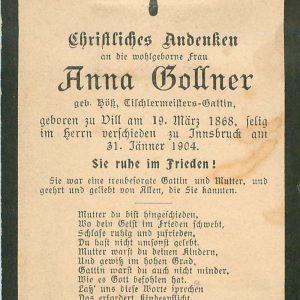 Christliches Andenken
an die wohlgeborne Frau
Anna Gollner
geb. Höß, Tischlermeisters-Gattin,
geboren zu Vill am 19. März 1868, selig
im Herrn verschieden zu Innsbruck am
31. Jänner 1904.
Sie ruhe im Frieden!
Sie war eine treubesorgte Gattin und Mutter, und
geehrt und geliebt von Allen, die Sie kannten.
Mutter du bist hingeschieden,
Wo dein Geist im Frieden schwebt,
Schlafe ruhig und zufrieden,
Du hast nicht umsonst gelebt.
Mutter warst du deinen Kindern,
Und gewiß im hohen Grad,
Gattin warst du auch nicht minder,
Wie es Gott befohlen hat.
Laß' uns diese Worte sprechen
Das erfordert Kindespflicht,